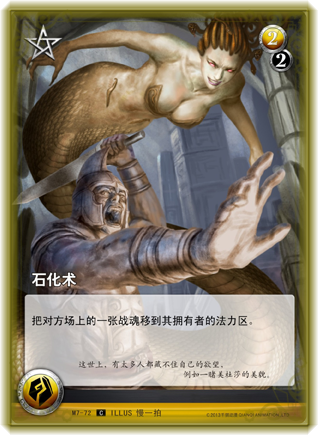 2
2
石化术
把对方场上的一张战魂移到其拥有者的法力区。
这世上，有太多人都藏不住自己的欲望，
例如一睹美杜莎的美貌。
M7-72 C ILLUS 慢一拍